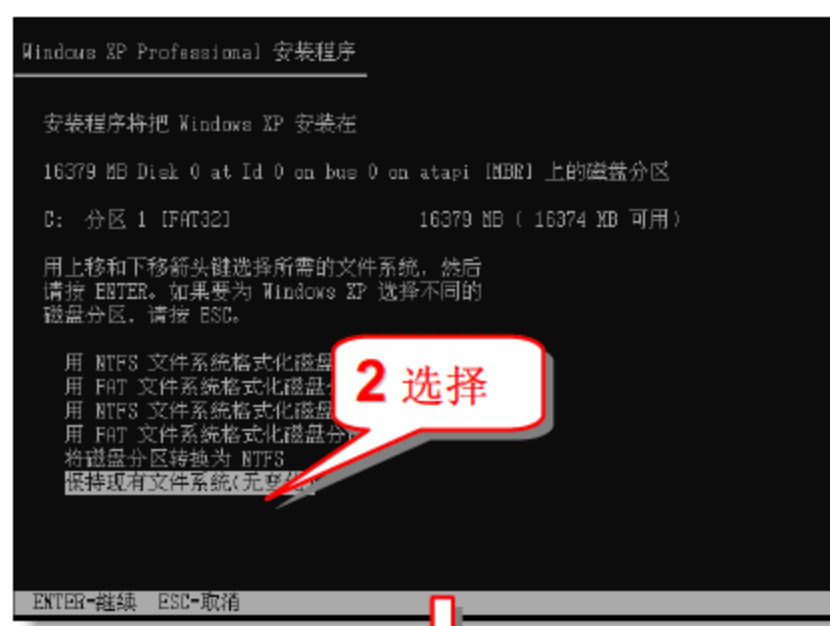 Windows XP Professional 安装程序
安装程序将把 Windows XP 安装在
16379 MB Disk 0 at Id 0 on bus 0 on atapi [MBR] 上的磁盘分区
C: 分区 1 [FAT32] 16379 MB ( 16374 MB 可用)
用上移和下移箭头键选择所需的文件系统，然后
请按 ENTER。如果要为 Windows XP 选择不同的
磁盘分区，请按 ESC。
用 NTFS 文件系统格式化磁盘
用 FAT 文件系统格式化磁盘
用 NTFS 文件系统格式化磁盘
用 FAT 文件系统格式化磁盘分
将磁盘分区转换为 NTFS
保持现有文件系统(无
2 选择
ENTER=继续 ESC=取消